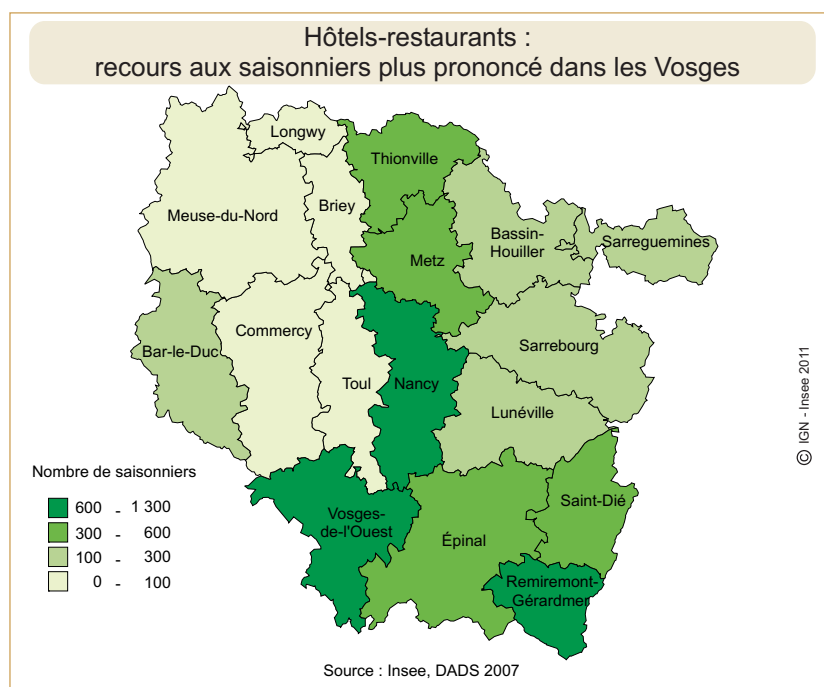 Hôtels-restaurants :
recours aux saisonniers plus prononcé dans les Vosges
Longwy
Thionville
Meuse-du-Nord
Briey
Bassin-
Houiller
Sarreguemines
Metz
Commercy
Bar-le-Duc
Toul
Nancy
Sarrebourg
Lunéville
Vosges-
de-l'Ouest
Épinal
Saint-Dié
Remiremont-
Gérardmer
Nombre de saisonniers
600 - 1 300
300 - 600
100 - 300
0 - 100
© IGN - Insee 2011
Source : Insee, DADS 2007